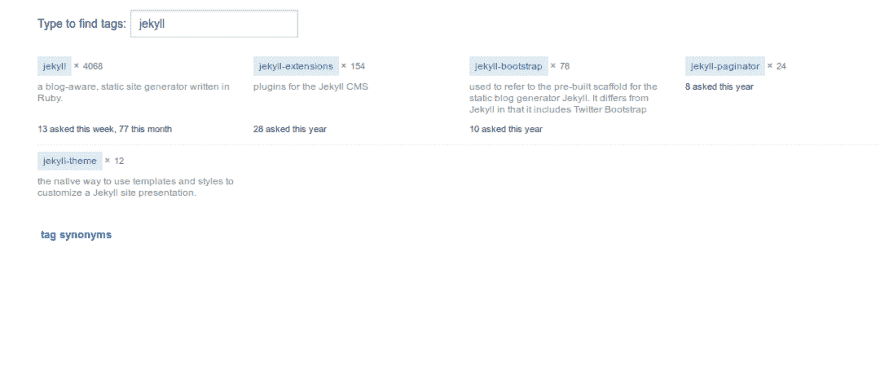 Type to find tags: jekyll
jekyll × 4068
a blog-aware, static site generator written in
Ruby.
13 asked this week, 77 this month
jekyll-extensions × 154
plugins for the Jekyll CMS
28 asked this year
jekyll-bootstrap × 78
used to refer to the pre-built scaffold for the
static blog generator Jekyll. It differs from
Jekyll in that it includes Twitter Bootstrap
10 asked this year
jekyll-paginator × 24
8 asked this year
jekyll-theme × 12
the native way to use templates and styles to
customize a Jekyll site presentation.
tag synonyms